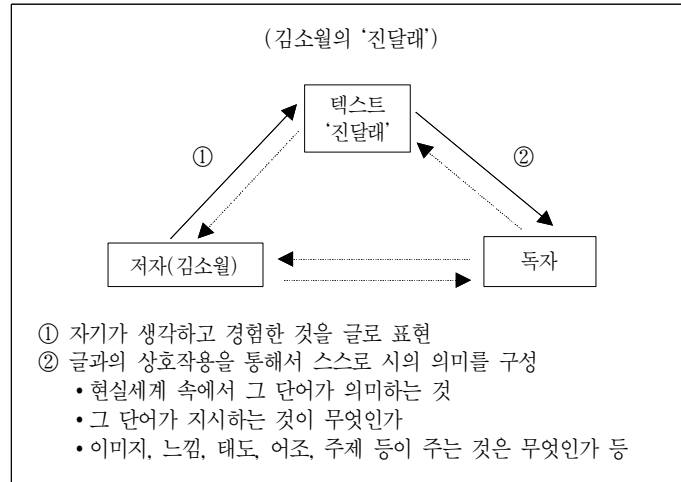 (김소월의 ‘진달래’)
텍스트
‘진달래’
①
②
저자(김소월)
독자
① 자기가 생각하고 경험한 것을 글로 표현
② 글과의 상호작용을 통해서 스스로 시의 의미를 구성
• 현실세계 속에서 그 단어가 의미하는 것
• 그 단어가 지시하는 것이 무엇인가
• 이미지, 느낌, 태도, 어조, 주제 등이 주는 것은 무엇인가 등